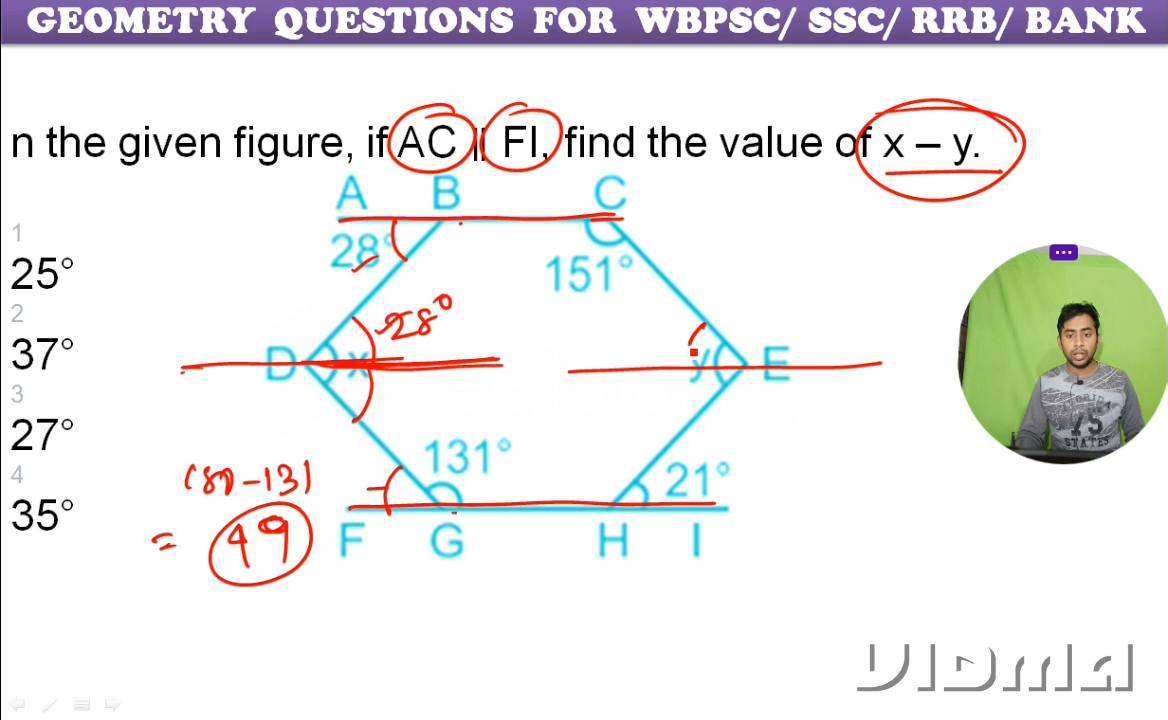 GEOMETRY QUESTIONS FOR WBPSC/ SSC/ RRB/ BANK
n the given figure, if AC || FI, find the value of x – y.
A B C
1
28°
25°
151°
2
28°
37°
D x y E
3
27°
131°
4
(180-131)
21°
35°
= 49
F G H I
VIDMA